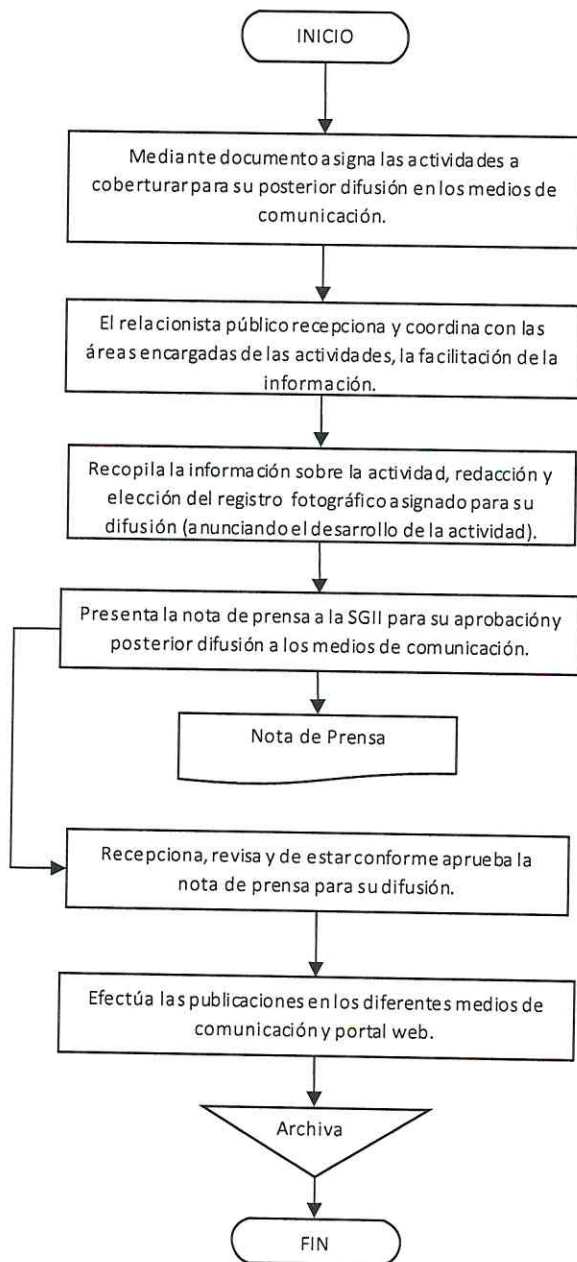 INICIO
Mediante documento asigna las actividades a
coberturar para su posterior difusión en los medios de
comunicación.
El relacionista público recepciona y coordina con las
áreas encargadas de las actividades, la facilitación de la
información.
Recopila la información sobre la actividad, redacción y
elección del registro fotográfico asignado para su
difusión (anunciando el desarrollo de la actividad).
Presenta la nota de prensa a la SGII para su aprobación y
posterior difusión a los medios de comunicación.
Nota de Prensa
Recepciona, revisa y de estar conforme aprueba la
nota de prensa para su difusión.
Efectúa las publicaciones en los diferentes medios de
comunicación y portal web.
Archiva
FIN